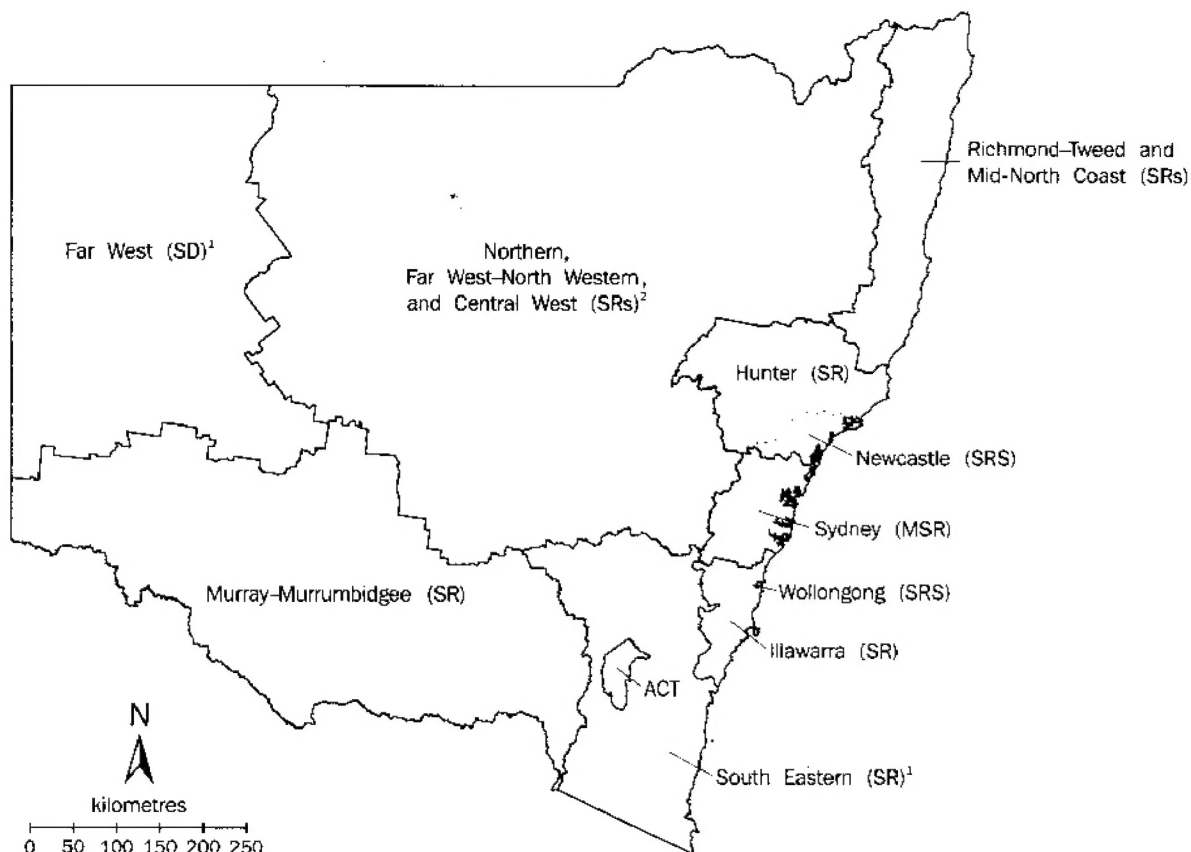 Richmond–Tweed and
Mid-North Coast (SRs)
Far West (SD)¹
Northern,
Far West–North Western,
and Central West (SRs)²
Hunter (SR)
Newcastle (SRS)
Sydney (MSR)
Wollongong (SRS)
Murray–Murrumbidgee (SR)
Illawarra (SR)
ACT
N
South Eastern (SR)¹
kilometres
0 50 100 150 200 250